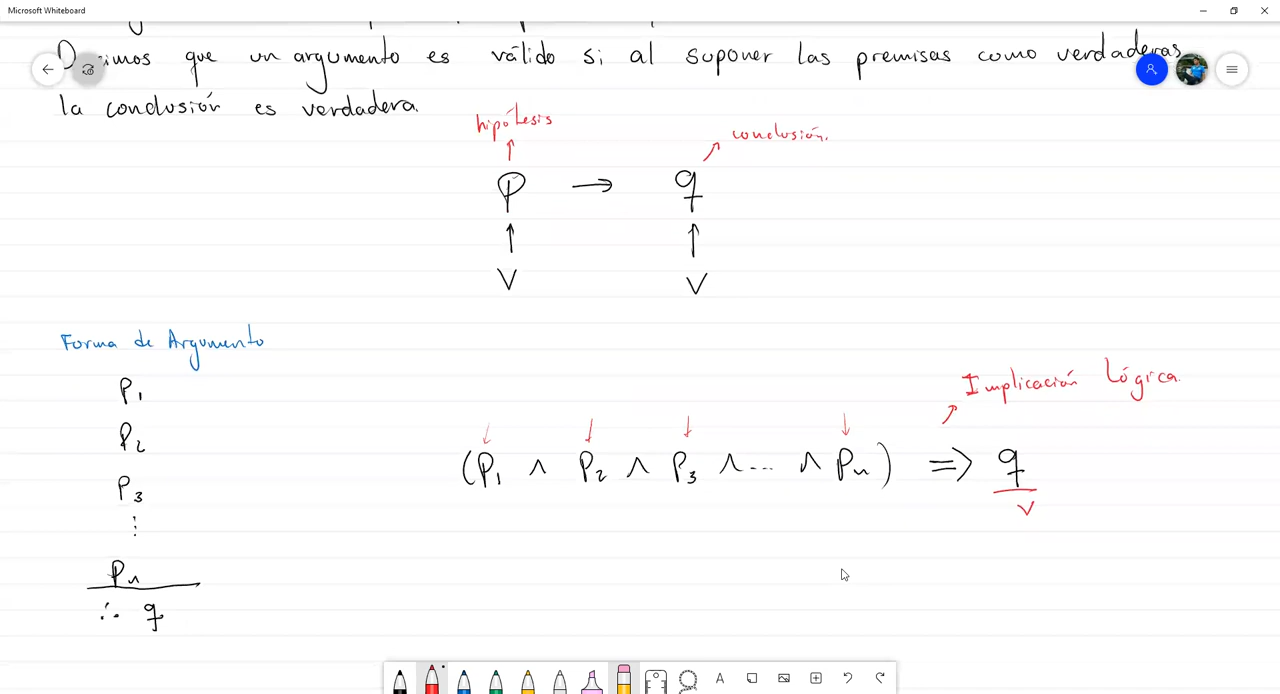 Microsoft Whiteboard
que un argumento es válido si al suponer las premisas como verdaderas
la conclusión es verdadera.
hipótesis
conclusión.
p → q
V V
Forma de Argumento
P1
P2
P3
⋮
Pn
∴ q
Implicación Lógica.
(P1 ∧ P2 ∧ P3 ∧ ... ∧ Pn) => q
V